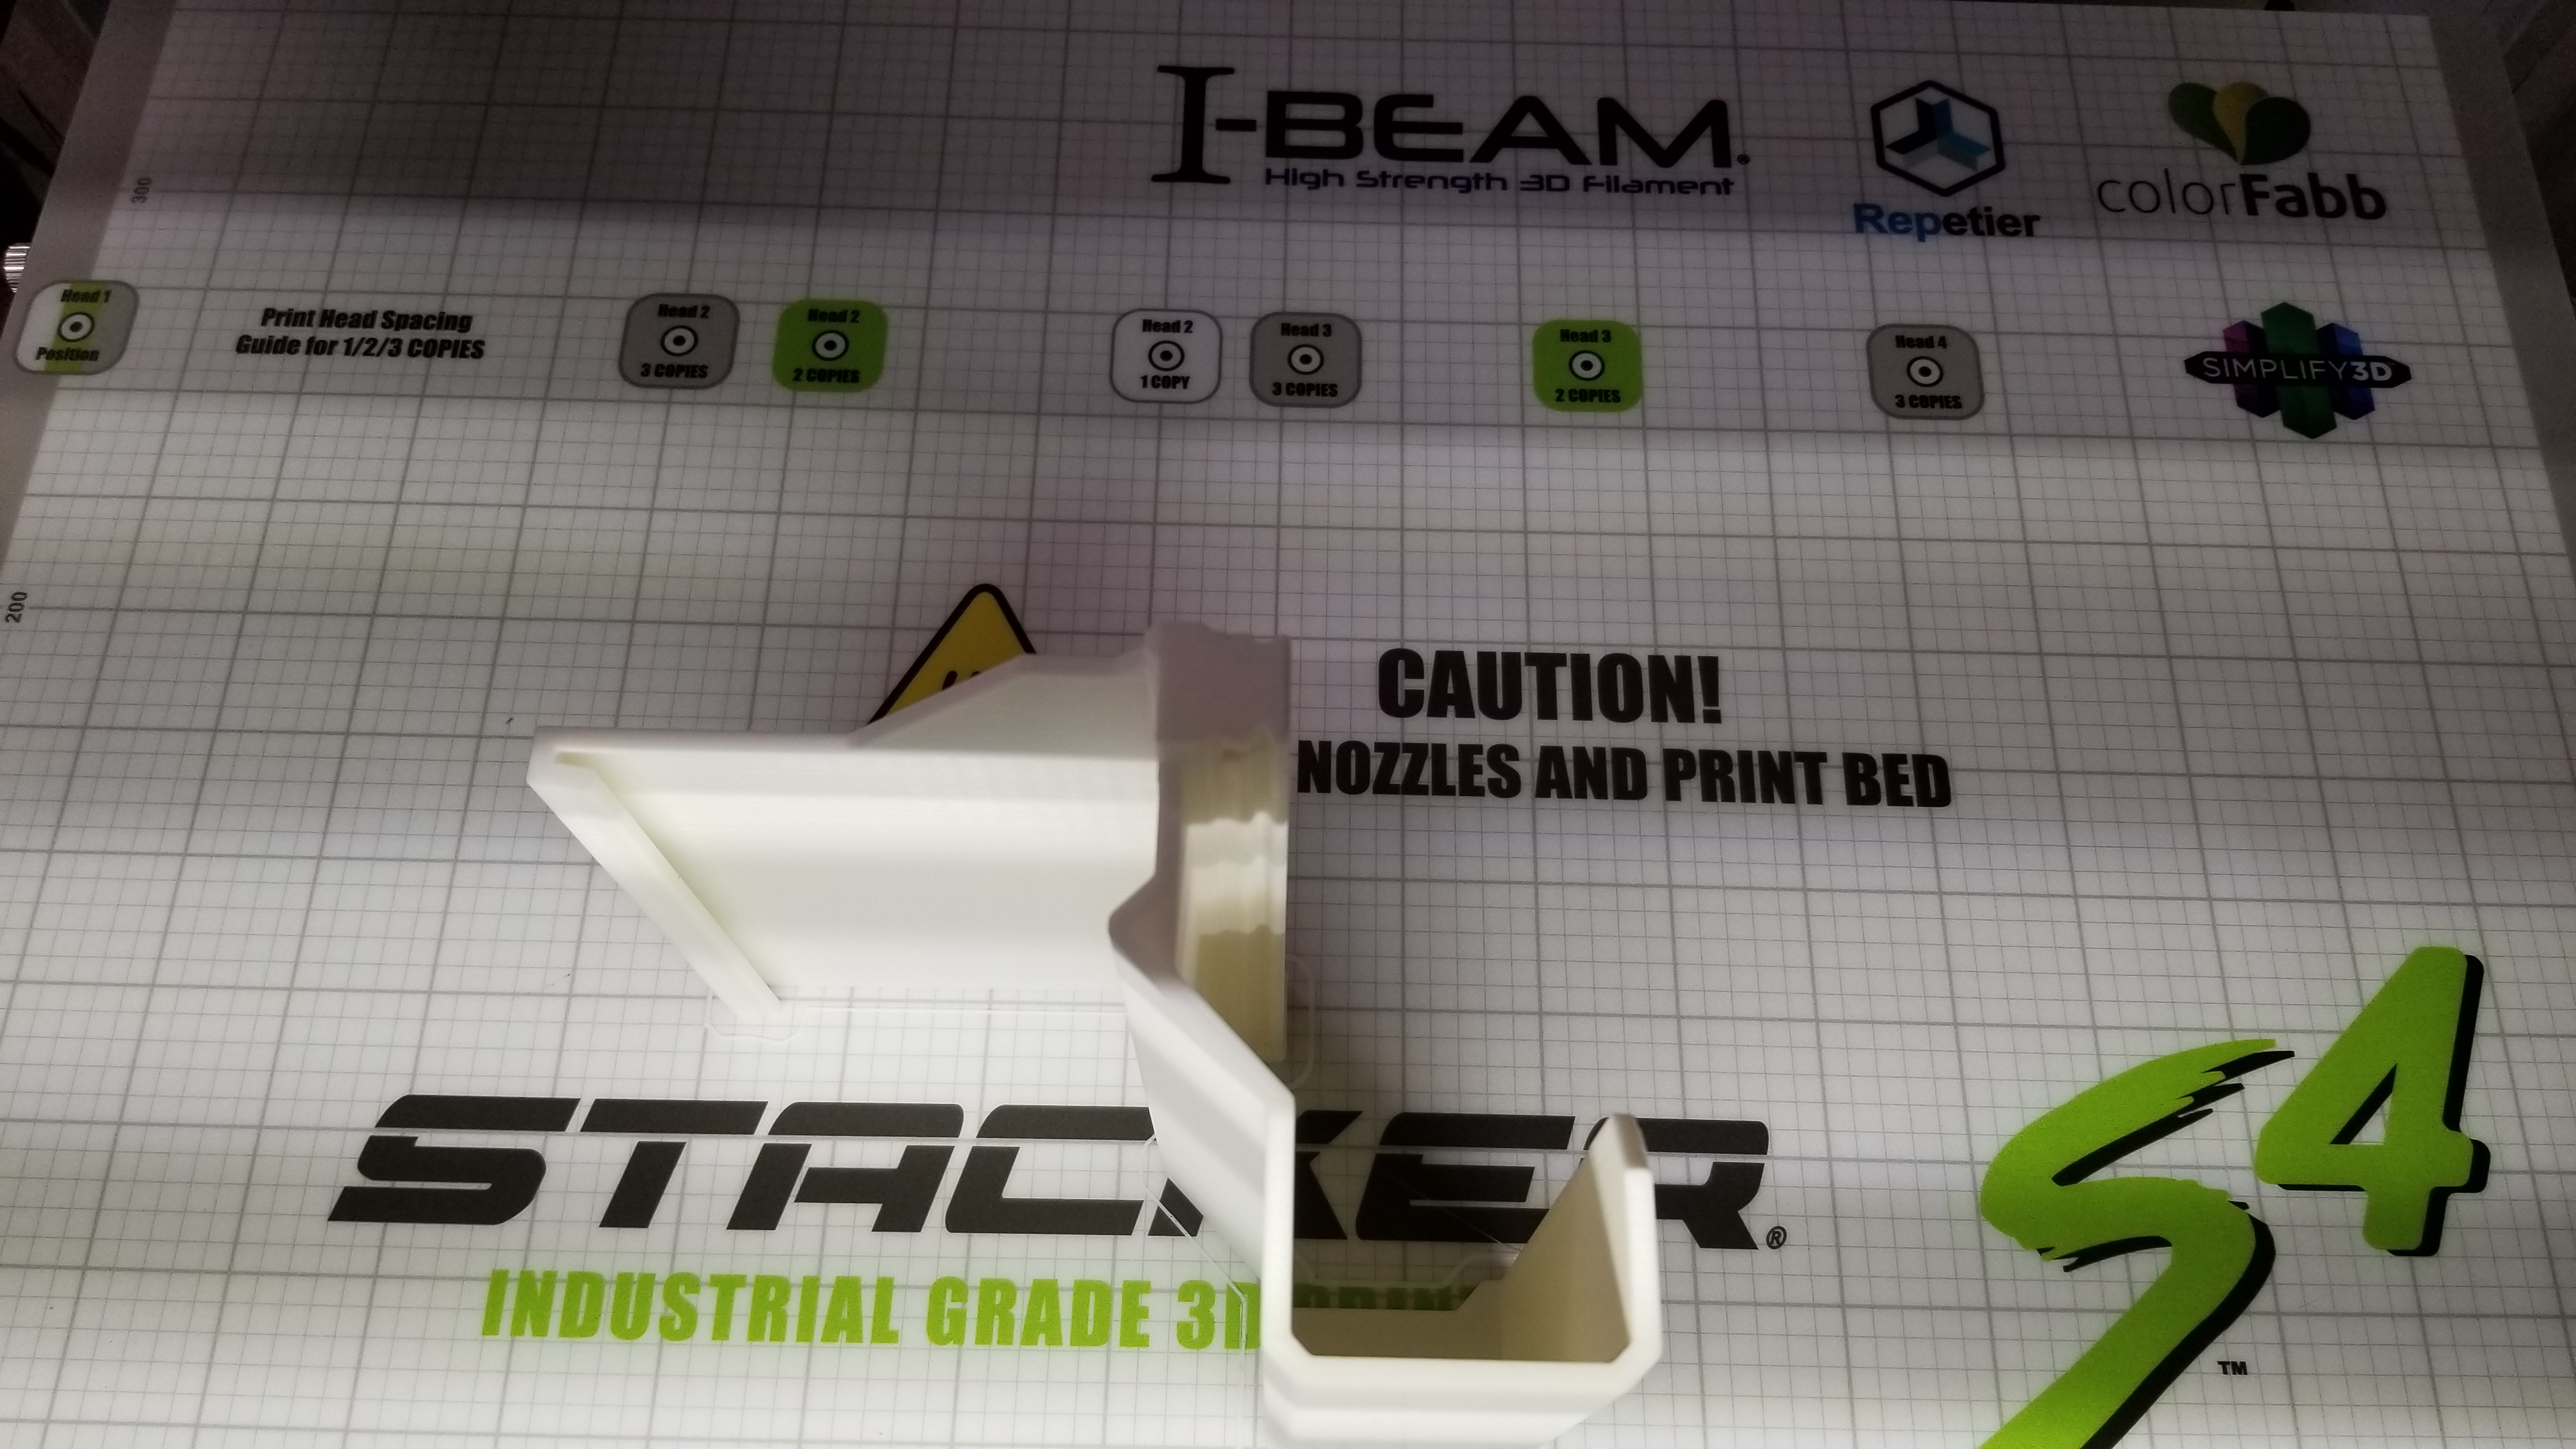 I-BEAM®
High Strength 3D Filament
Repetier
colorFabb
300
Head 1
Position
Print Head Spacing
Guide for 1/2/3 COPIES
Head 2
3 COPIES
Head 2
2 COPIES
Head 2
1 COPY
Head 3
3 COPIES
Head 3
2 COPIES
Head 4
3 COPIES
SIMPLIFY3D
200
CAUTION!
NOZZLES AND PRINT BED
STACKER®
INDUSTRIAL GRADE 3D
S4
TM